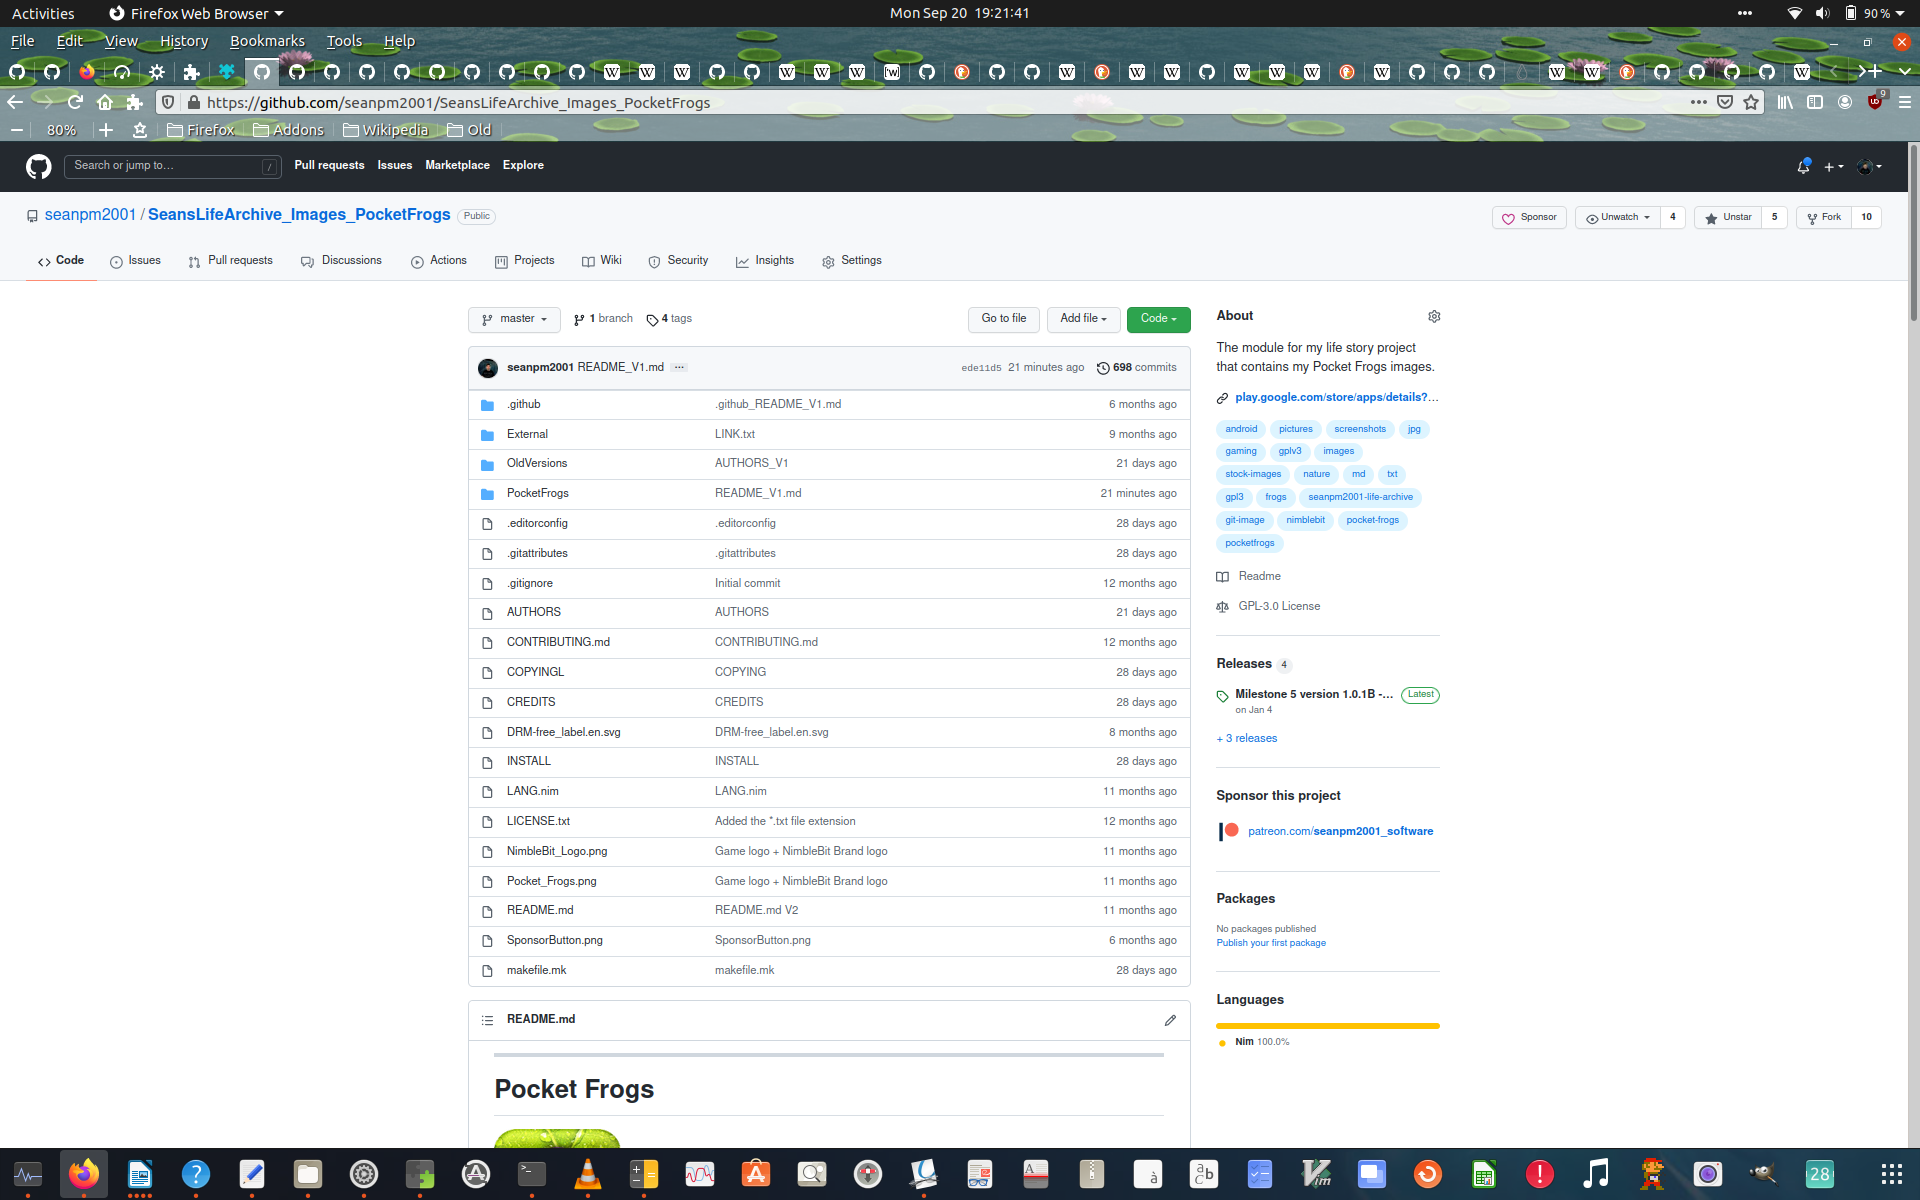 Activities Firefox Web Browser Mon Sep 20 19:21:41 90 %
File Edit View History Bookmarks Tools Help
https://github.com/seanpm2001/SeansLifeArchive_Images_PocketFrogs 9
80% Firefox Addons Wikipedia Old
Search or jump to… / Pull requests Issues Marketplace Explore
seanpm2001 / SeansLifeArchive_Images_PocketFrogs Public Sponsor Unwatch 4 Unstar 5 Fork 10
Code Issues Pull requests Discussions Actions Projects Wiki Security Insights Settings
master 1 branch 4 tags Go to file Add file Code
seanpm2001 README_V1.md ede11d5 21 minutes ago 698 commits
.github .github_README_V1.md 6 months ago
External LINK.txt 9 months ago
OldVersions AUTHORS_V1 21 days ago
PocketFrogs README_V1.md 21 minutes ago
.editorconfig .editorconfig 28 days ago
.gitattributes .gitattributes 28 days ago
.gitignore Initial commit 12 months ago
AUTHORS AUTHORS 21 days ago
CONTRIBUTING.md CONTRIBUTING.md 12 months ago
COPYINGL COPYING 28 days ago
CREDITS CREDITS 28 days ago
DRM-free_label.en.svg DRM-free_label.en.svg 8 months ago
INSTALL INSTALL 28 days ago
LANG.nim LANG.nim 11 months ago
LICENSE.txt Added the *.txt file extension 12 months ago
NimbleBit_Logo.png Game logo + NimbleBit Brand logo 11 months ago
Pocket_Frogs.png Game logo + NimbleBit Brand logo 11 months ago
README.md README.md V2 11 months ago
SponsorButton.png SponsorButton.png 6 months ago
makefile.mk makefile.mk 28 days ago
README.md
Pocket Frogs
About
The module for my life story project
that contains my Pocket Frogs images.
play.google.com/store/apps/details?…
android pictures screenshots jpg
gaming gplv3 images
stock-images nature md txt
gpl3 frogs seanpm2001-life-archive
git-image nimblebit pocket-frogs
pocketfrogs
Readme
GPL-3.0 License
Releases 4
Milestone 5 version 1.0.1B -… Latest
on Jan 4
+ 3 releases
Sponsor this project
patreon.com/seanpm2001_software
Packages
No packages published
Publish your first package
Languages
Nim 100.0%
28